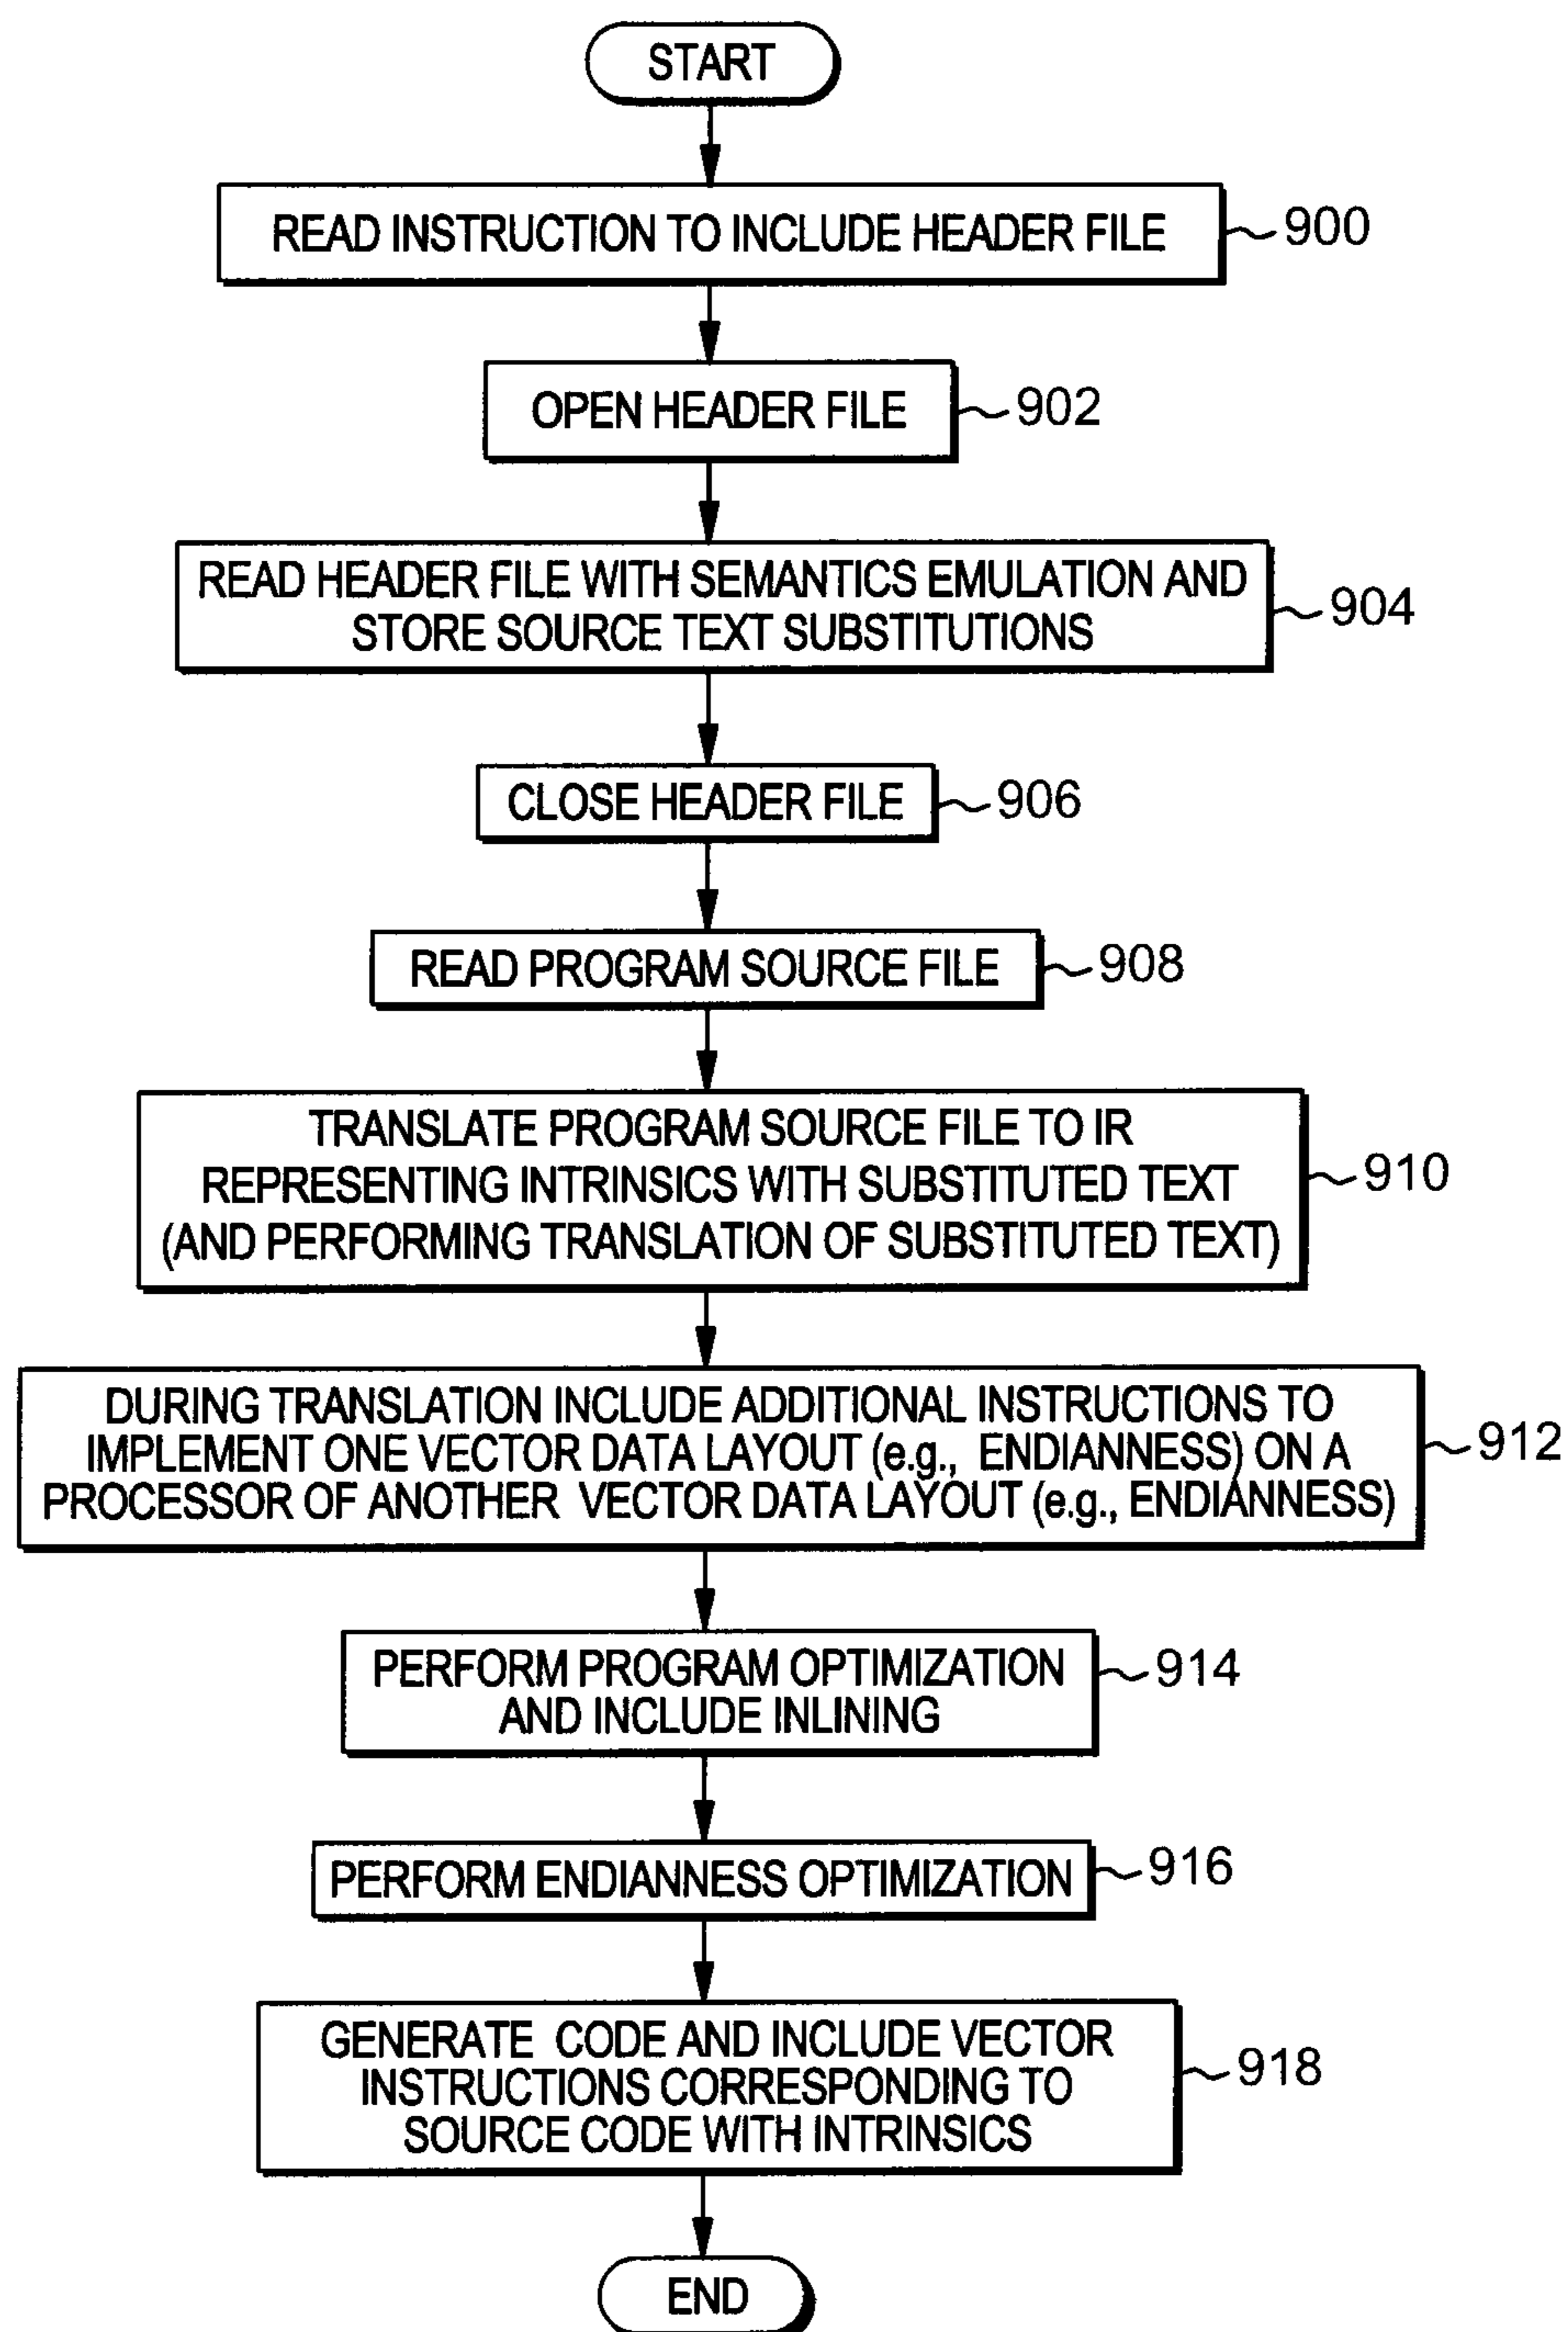 START
READ INSTRUCTION TO INCLUDE HEADER FILE
900
OPEN HEADER FILE
902
READ HEADER FILE WITH SEMANTICS EMULATION AND
STORE SOURCE TEXT SUBSTITUTIONS
904
CLOSE HEADER FILE
906
READ PROGRAM SOURCE FILE
908
TRANSLATE PROGRAM SOURCE FILE TO IR
REPRESENTING INTRINSICS WITH SUBSTITUTED TEXT
(AND PERFORMING TRANSLATION OF SUBSTITUTED TEXT)
910
DURING TRANSLATION INCLUDE ADDITIONAL INSTRUCTIONS TO
IMPLEMENT ONE VECTOR DATA LAYOUT (e.g., ENDIANNESS) ON A
PROCESSOR OF ANOTHER VECTOR DATA LAYOUT (e.g., ENDIANNESS)
912
PERFORM PROGRAM OPTIMIZATION
AND INCLUDE INLINING
914
PERFORM ENDIANNESS OPTIMIZATION
916
GENERATE CODE AND INCLUDE VECTOR
INSTRUCTIONS CORRESPONDING TO
SOURCE CODE WITH INTRINSICS
918
END